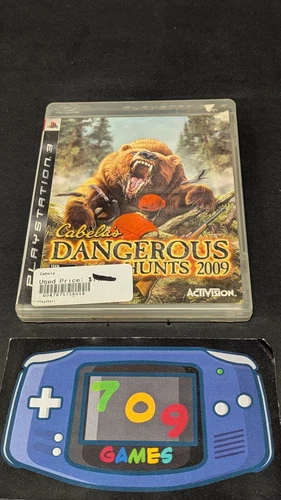 PLAYSTATION 3
Cabela's
DANGEROUS
HUNTS 2009
ACTIVISION
Cabela
Used Price: $
709
GAMES